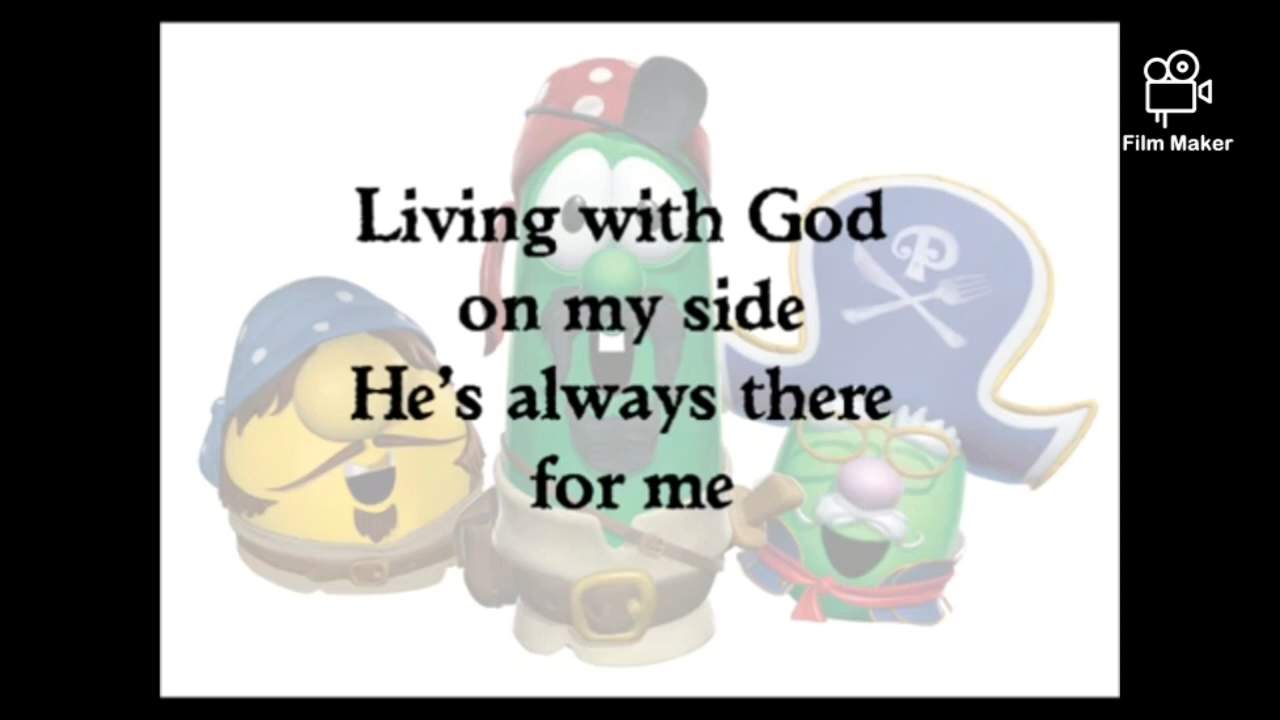 Living with God
on my side
He's always there
for me
P
Film Maker